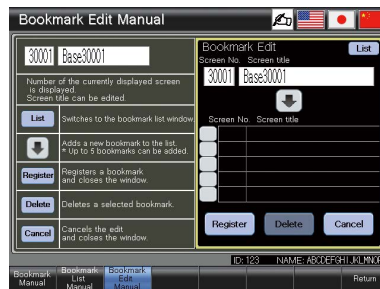 Bookmark Edit Manual
30001 Base30001
Number of the currently displayed screen
is displayed.
Screen title can be edited
List
Switches to the bookmark list window
Adds a new bookmark to the list.
* Up to 5 bookmarks can be added.
Register
Registers a bookmark
and closes the window.
Delete
Deletes a selected bookmark.
Cancel
Cancels the edit
and colses the window.
Bookmark Edit
List
Screen No. Screen title
30001 Base30001
Screen No. Screen title
Register
Delete
Cancel
ID: 123 NAME: ABCDEFGHIJKLMNO
Bookmark
Manual
Bookmark
List
Manual
Bookmark
Edit
Manual
Return